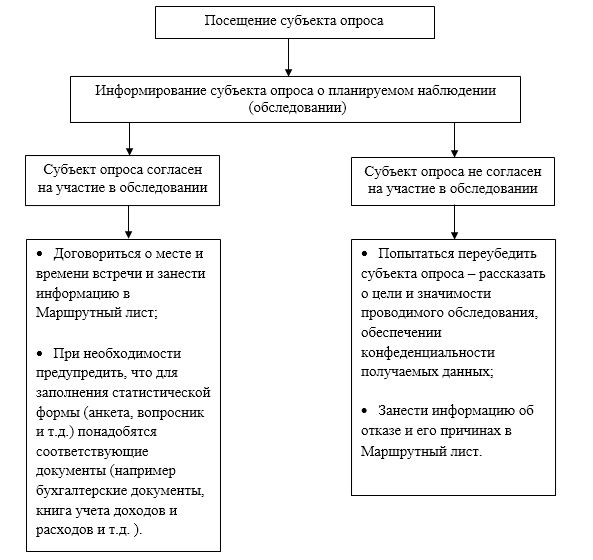 Посещение субъекта опроса
Информирование субъекта опроса о планируемом наблюдении
(обследовании)
Субъект опроса согласен
на участие в обследовании
Субъект опроса не согласен
на участие в обследовании
• Договориться о месте и
времени встречи и занести
информацию в
Маршрутный лист;
• При необходимости
предупредить, что для
заполнения статистической
формы (анкета, вопросник
и т.д.) понадобятся
соответствующие
документы (например
бухгалтерские документы,
книга учета доходов и
расходов и т.д. ).
• Попытаться переубедить
субъекта опроса – рассказать
о цели и значимости
проводимого обследования,
обеспечении
конфеденциальности
получаемых данных;
• Занести информацию об
отказе и его причинах в
Маршрутный лист.